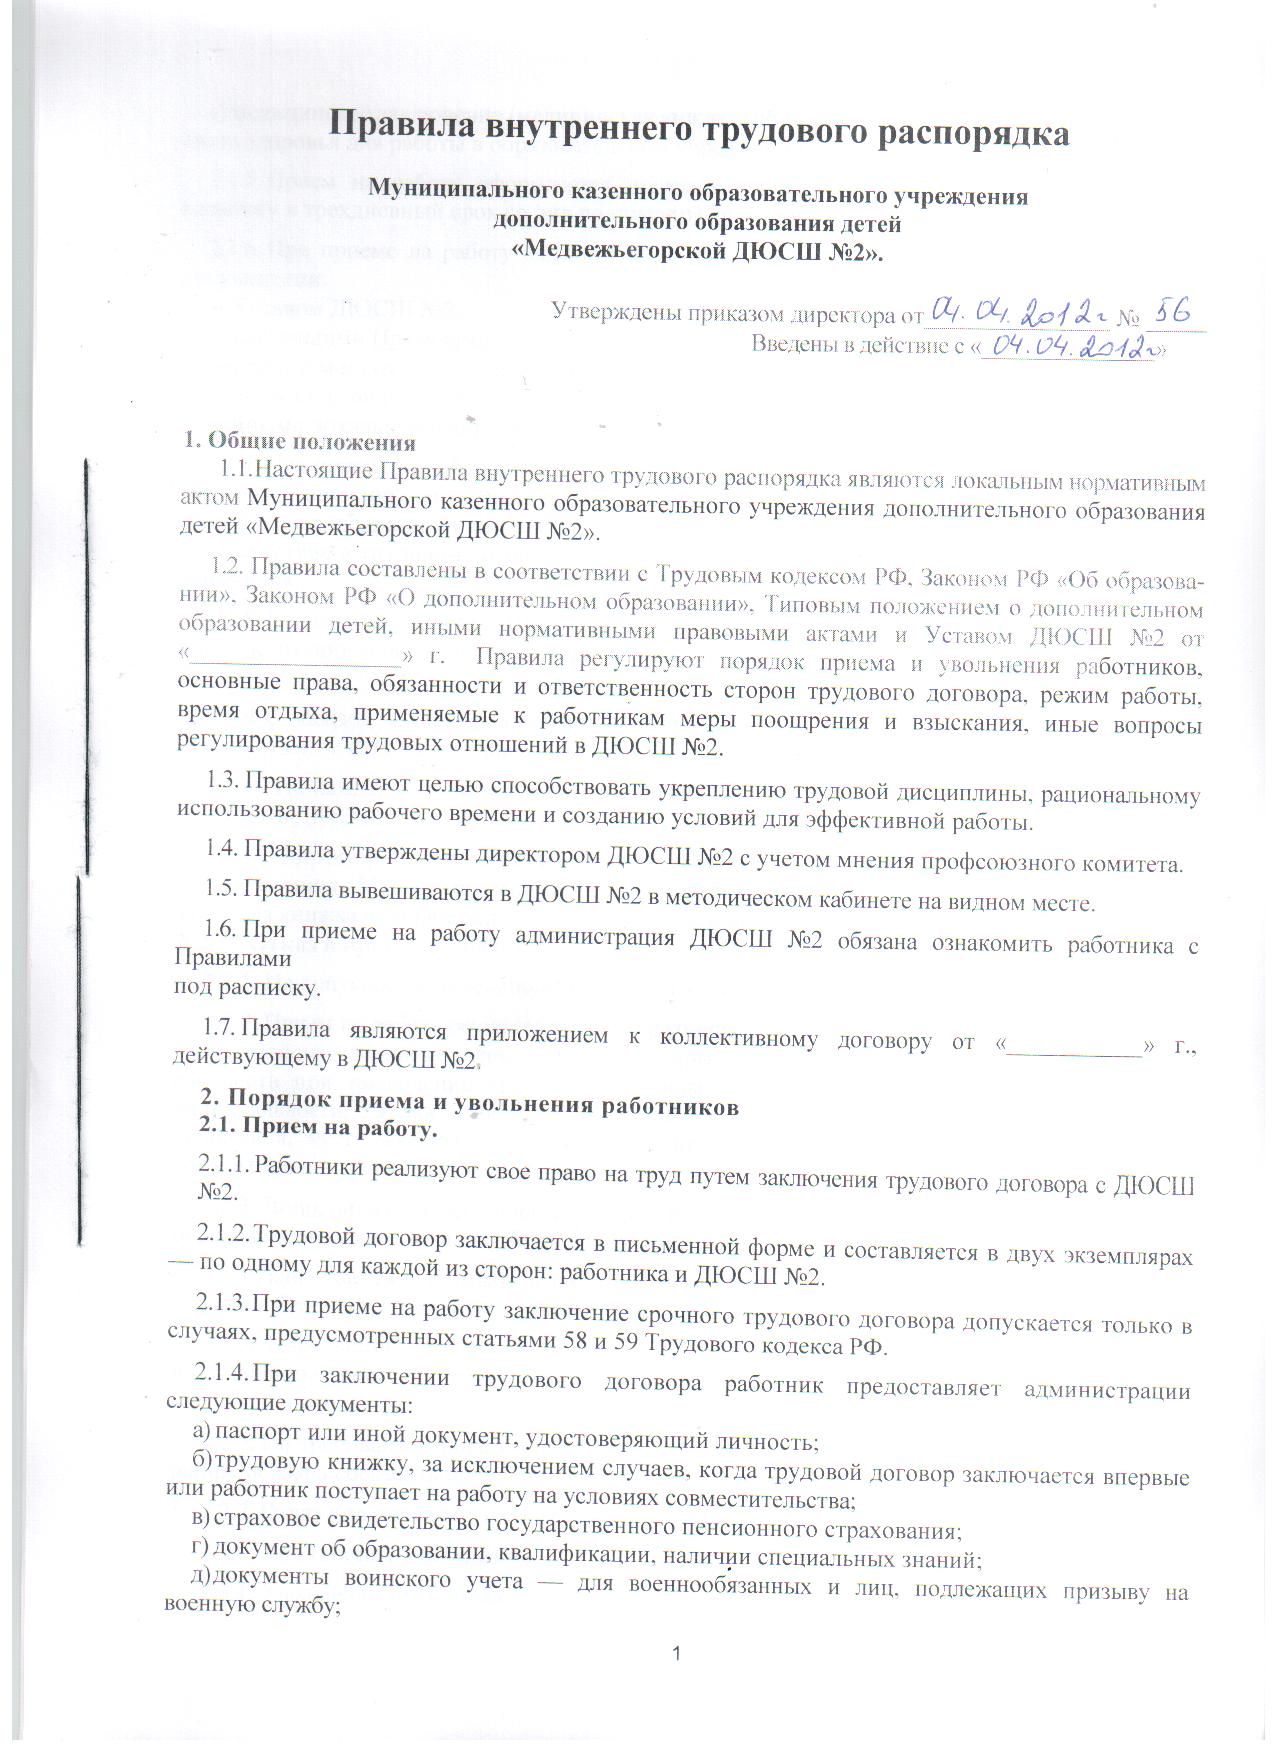 Правила внутреннего трудового распорядка
Муниципального казенного образовательного учреждения
дополнительного образования детей
«Медвежьегорской ДЮСШ №2».
Утверждены приказом директора от 04.04.2012г № 56
Введены в действие с «04.04.2012г»
1. Общие положения
1.1.Настоящие Правила внутреннего трудового распорядка являются локальным нормативным
актом Муниципального казенного образовательного учреждения дополнительного образования
детей «Медвежьегорской ДЮСШ №2».
1.2. Правила составлены в соответствии с Трудовым кодексом РФ, Законом РФ «Об образова-
нии», Законом РФ «О дополнительном образовании», Типовым положением о дополнительном
образовании детей, иными нормативными правовыми актами и Уставом ДЮСШ №2 от
«_________________» г. Правила регулируют порядок приема и увольнения работников,
основные права, обязанности и ответственность сторон трудового договора, режим работы,
время отдыха, применяемые к работникам меры поощрения и взыскания, иные вопросы
регулирования трудовых отношений в ДЮСШ №2.
1.3. Правила имеют целью способствовать укреплению трудовой дисциплины, рациональному
использованию рабочего времени и созданию условий для эффективной работы.
1.4. Правила утверждены директором ДЮСШ №2 с учетом мнения профсоюзного комитета.
1.5. Правила вывешиваются в ДЮСШ №2 в методическом кабинете на видном месте.
1.6. При приеме на работу администрация ДЮСШ №2 обязана ознакомить работника с
Правилами
под расписку.
1.7. Правила являются приложением к коллективному договору от «___________» г.,
действующему в ДЮСШ №2.
2. Порядок приема и увольнения работников
2.1. Прием на работу.
2.1.1. Работники реализуют свое право на труд путем заключения трудового договора с ДЮСШ
№2.
2.1.2.Трудовой договор заключается в письменной форме и составляется в двух экземплярах
— по одному для каждой из сторон: работника и ДЮСШ №2.
2.1.3.При приеме на работу заключение срочного трудового договора допускается только в
случаях, предусмотренных статьями 58 и 59 Трудового кодекса РФ.
2.1.4.При заключении трудового договора работник предоставляет администрации
следующие документы:
а) паспорт или иной документ, удостоверяющий личность;
б)трудовую книжку, за исключением случаев, когда трудовой договор заключается впервые
или работник поступает на работу на условиях совместительства;
в) страховое свидетельство государственного пенсионного страхования;
г) документ об образовании, квалификации, наличии специальных знаний;
д)документы воинского учета — для военнообязанных и лиц, подлежащих призыву на
военную службу;
1